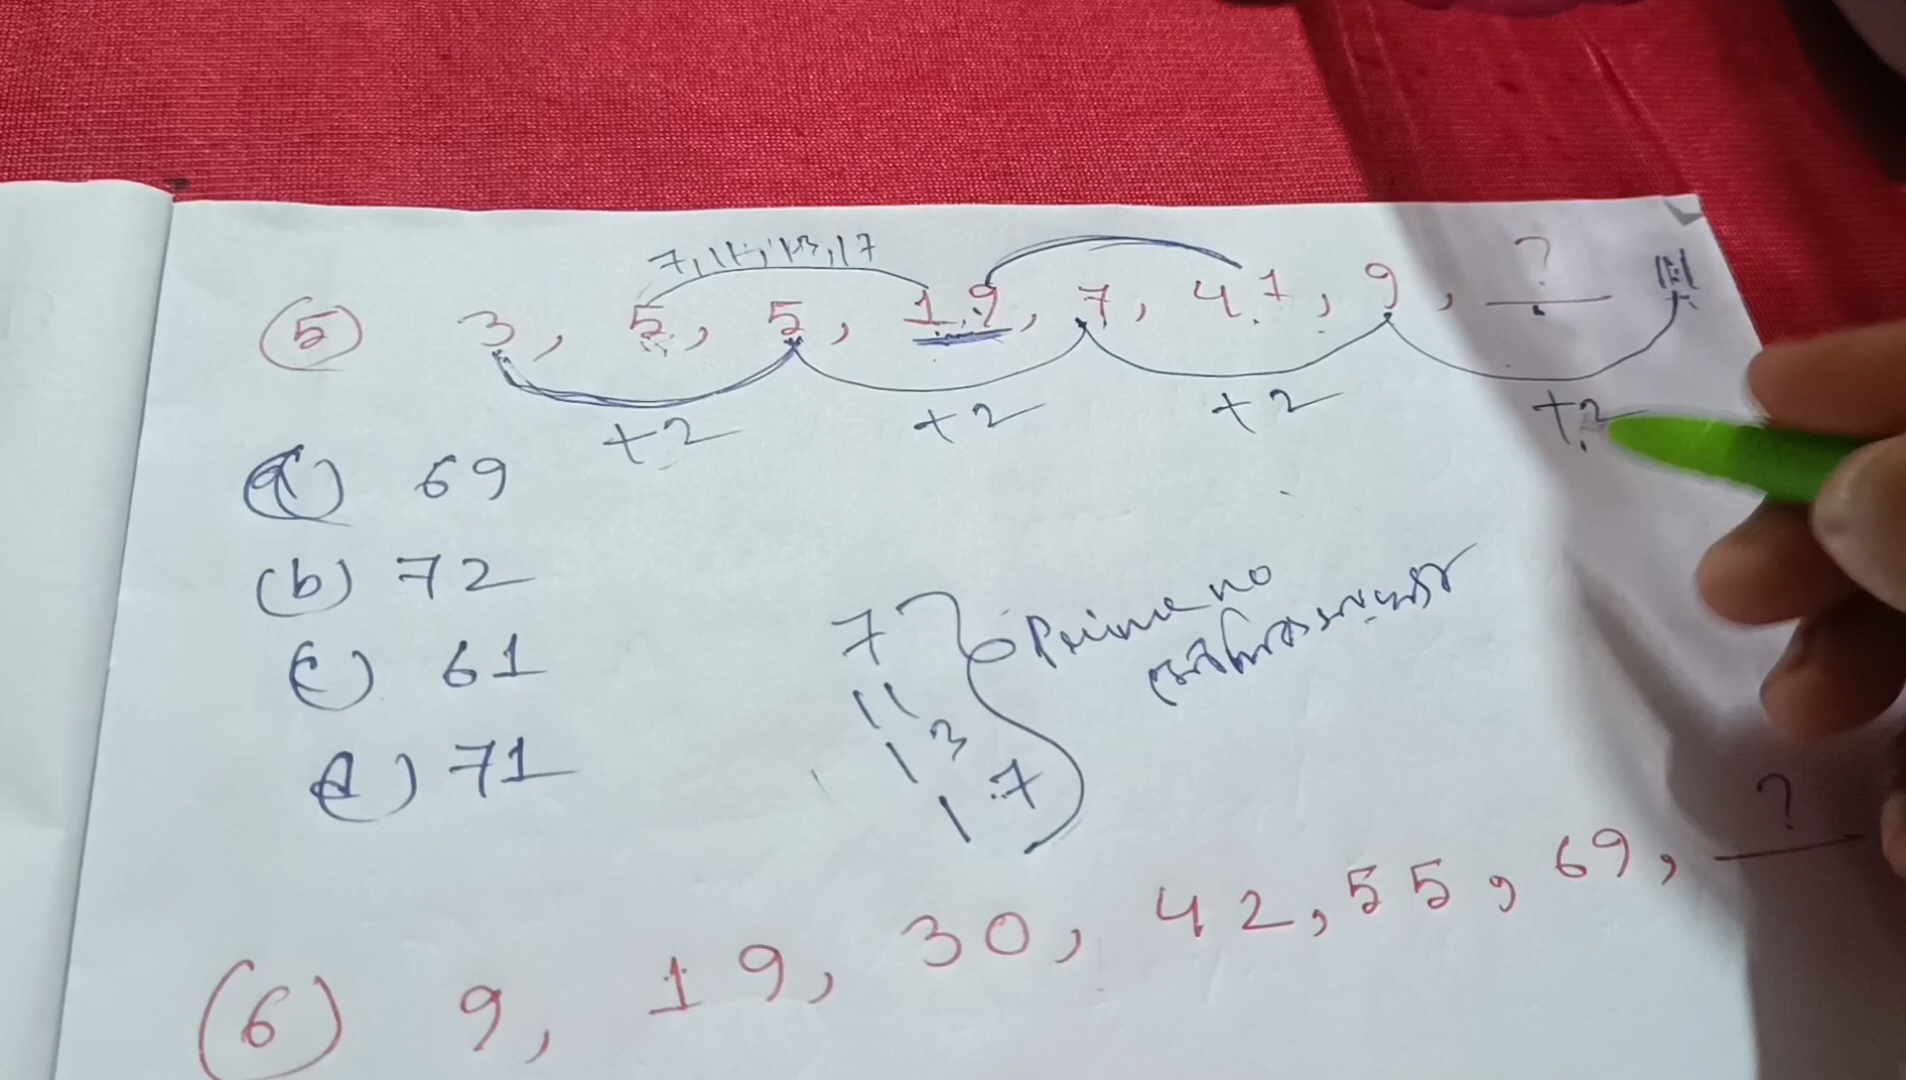 7, 11, 13, 17
(5) 3, 5, 5, 19, 7, 41, 9, ? 11
+2 +2 +2 +2
(a) 69
(b) 72
(c) 61
(d) 71
7 Prime no
11
13
17
(6) 9, 19, 30, 42, 55, 69, ?